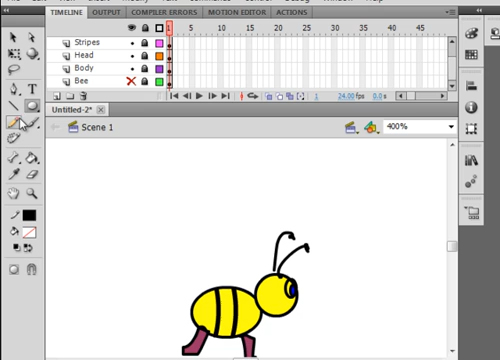 TIMELINE OUTPUT COMPILER ERRORS MOTION EDITOR ACTIONS
1 5 10 15 20 25 30 35 40 45
Stripes
Head
Body
Bee
1 24.00 fps 0.0 s
Untitled-2* x
Scene 1
400%